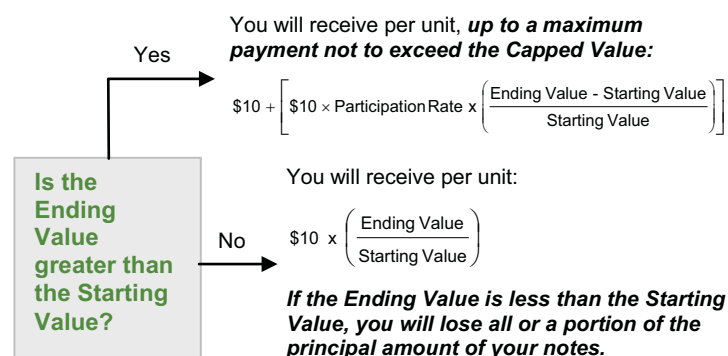 You will receive per unit, up to a maximum
payment not to exceed the Capped Value:
Yes
$10 + [ $10 × Participation Rate x ( Ending Value - Starting Value / Starting Value ) ]
Is the
Ending
Value
greater than
the Starting
Value?
No
You will receive per unit:
$10 x ( Ending Value / Starting Value )
If the Ending Value is less than the Starting
Value, you will lose all or a portion of the
principal amount of your notes.